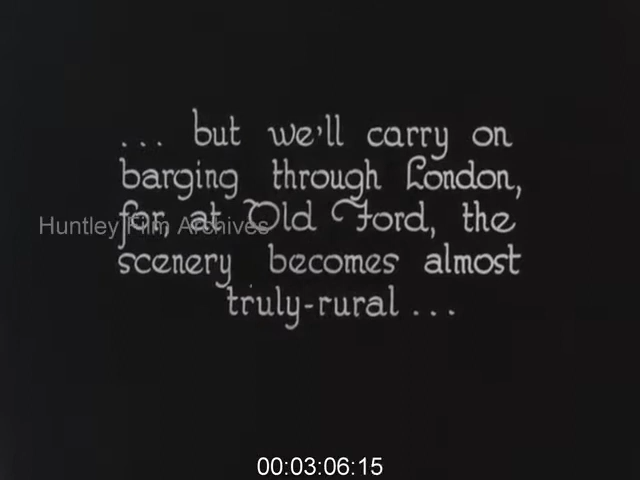 ... but we'll carry on
barging through London,
for, at Old Ford, the
Huntley Film Archives
scenery becomes almost
truly-rural ...
00:03:06:15